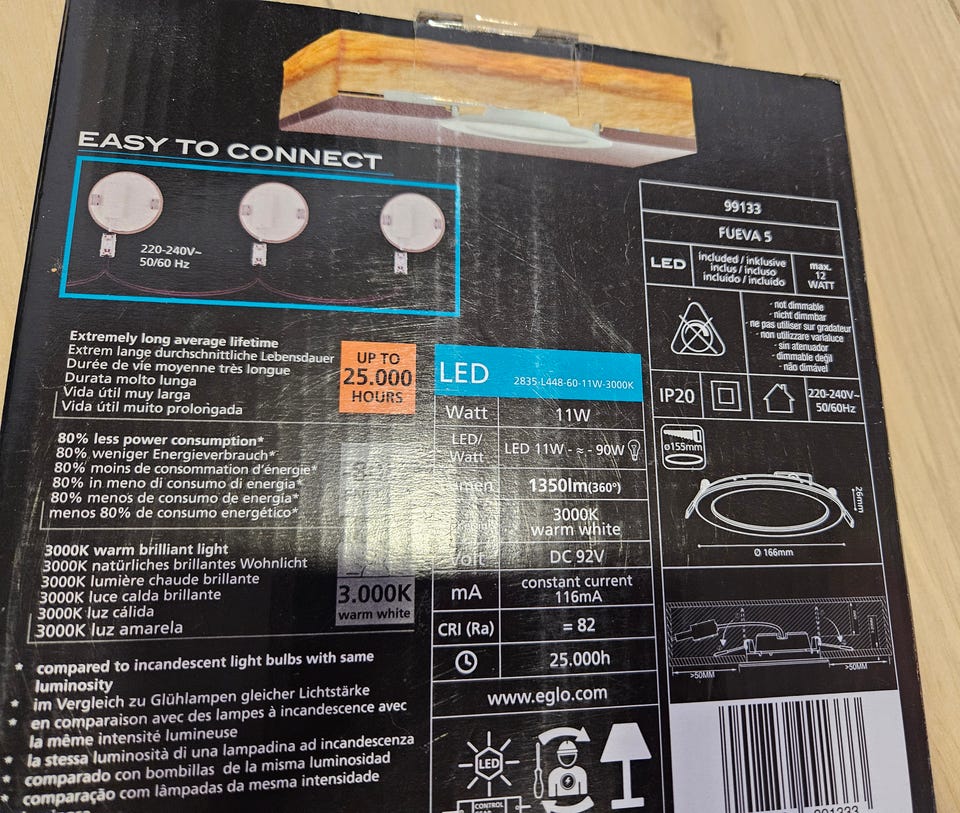 EASY TO CONNECT
220-240V~
50/60 Hz
Extremely long average lifetime
Extrem lange durchschnittliche Lebensdauer
Durée de vie moyenne très longue
Durata molto lunga
Vida útil muy larga
Vida útil muito prolongada
UP TO
25.000
HOURS
80% less power consumption*
80% weniger Energieverbrauch*
80% moins de consommation d'énergie*
80% in meno di consumo di energia*
80% menos de consumo de energía*
menos 80% de consumo energético*
3000K warm brilliant light
3000K natürliches brillantes Wohnlicht
3000K lumière chaude brillante
3000K luce calda brillante
3000K luz cálida
3000K luz amarela
3.000K
warm white
* compared to incandescent light bulbs with same
luminosity
* im Vergleich zu Glühlampen gleicher Lichtstärke
* en comparaison avec des lampes à incandescence avec
la même intensité lumineuse
* la stessa luminosità di una lampadina ad incandescenza
* comparado con bombillas de la misma luminosidad
* comparação com lâmpadas da mesma intensidade
LED 2835-L448-60-11W-3000K
Watt 11W
LED/
Watt LED 11W - ≈ - 90W
1350lm(360°)
3000K
warm white
Volt DC 92V
mA constant current
116mA
CRI (Ra) = 82
25.000h
www.eglo.com
LED
CONTROL
GEAR
99133
FUEVA 5
LED
included / inklusive
inclus / incluso
incluido / incluído
max.
12
WATT
- not dimmable
- nicht dimmbar
- ne pas utiliser sur gradateur
- non utilizzare varialuce
- sin atenuador
- dimmable değil
- não dimável
IP20
220-240V~
50/60Hz
ø155mm
26mm
Ø 166mm
>50MM
>50MM